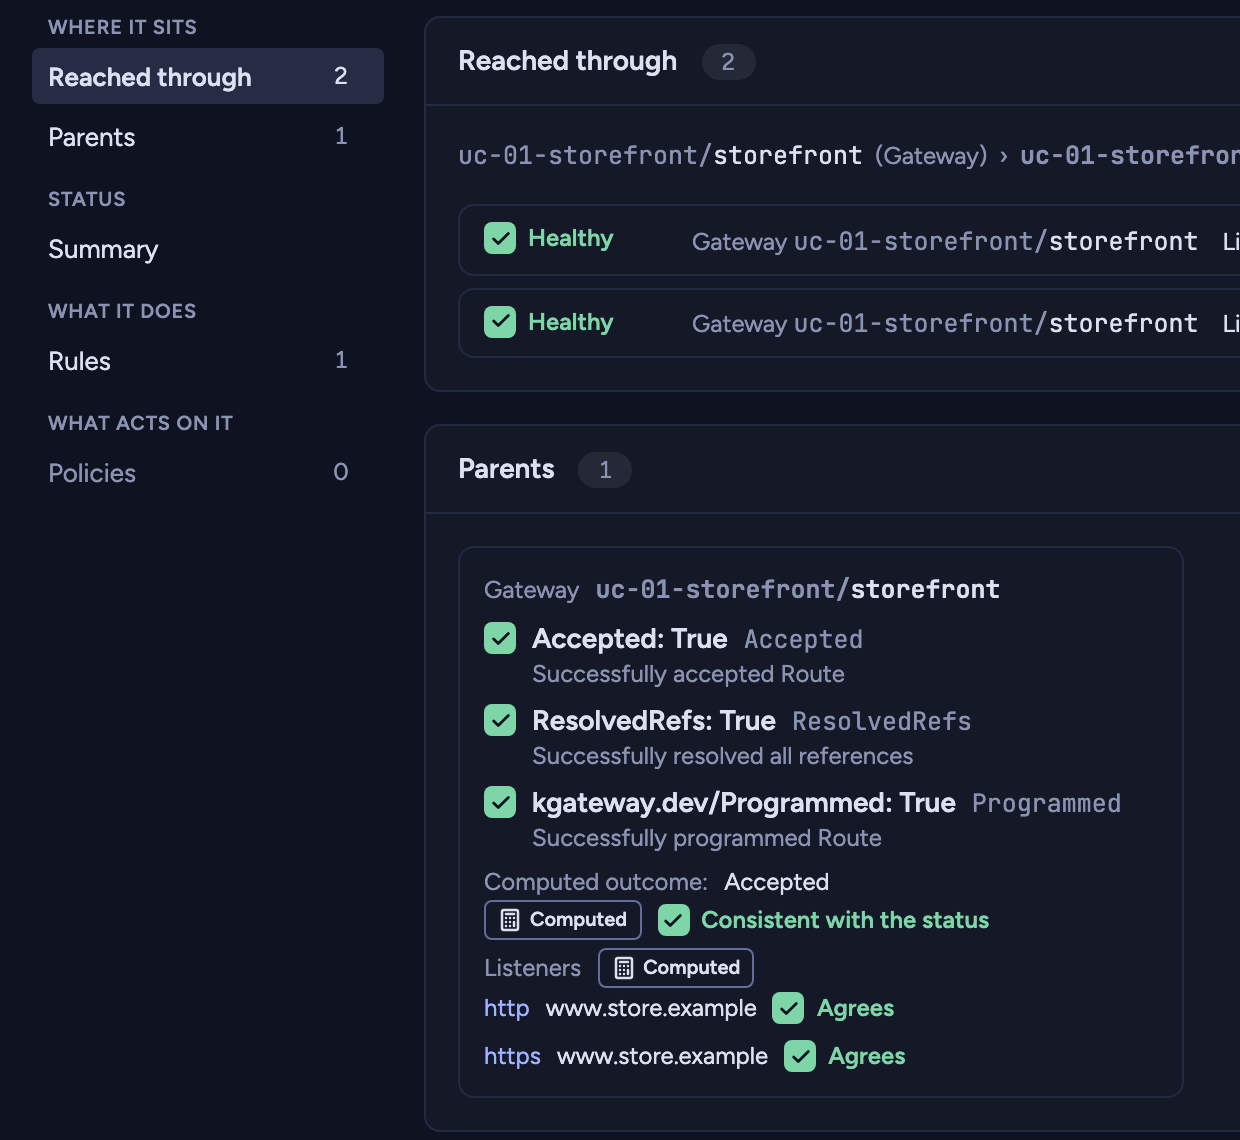 WHERE IT SITS
Reached through 2
Parents 1
STATUS
Summary
WHAT IT DOES
Rules 1
WHAT ACTS ON IT
Policies 0
Reached through 2
uc-01-storefront/storefront (Gateway) › uc-01-storefror
Healthy Gateway uc-01-storefront/storefront Li
Healthy Gateway uc-01-storefront/storefront Li
Parents 1
Gateway uc-01-storefront/storefront
Accepted: True Accepted
Successfully accepted Route
ResolvedRefs: True ResolvedRefs
Successfully resolved all references
kgateway.dev/Programmed: True Programmed
Successfully programmed Route
Computed outcome: Accepted
Computed Consistent with the status
Listeners Computed
http www.store.example Agrees
https www.store.example Agrees